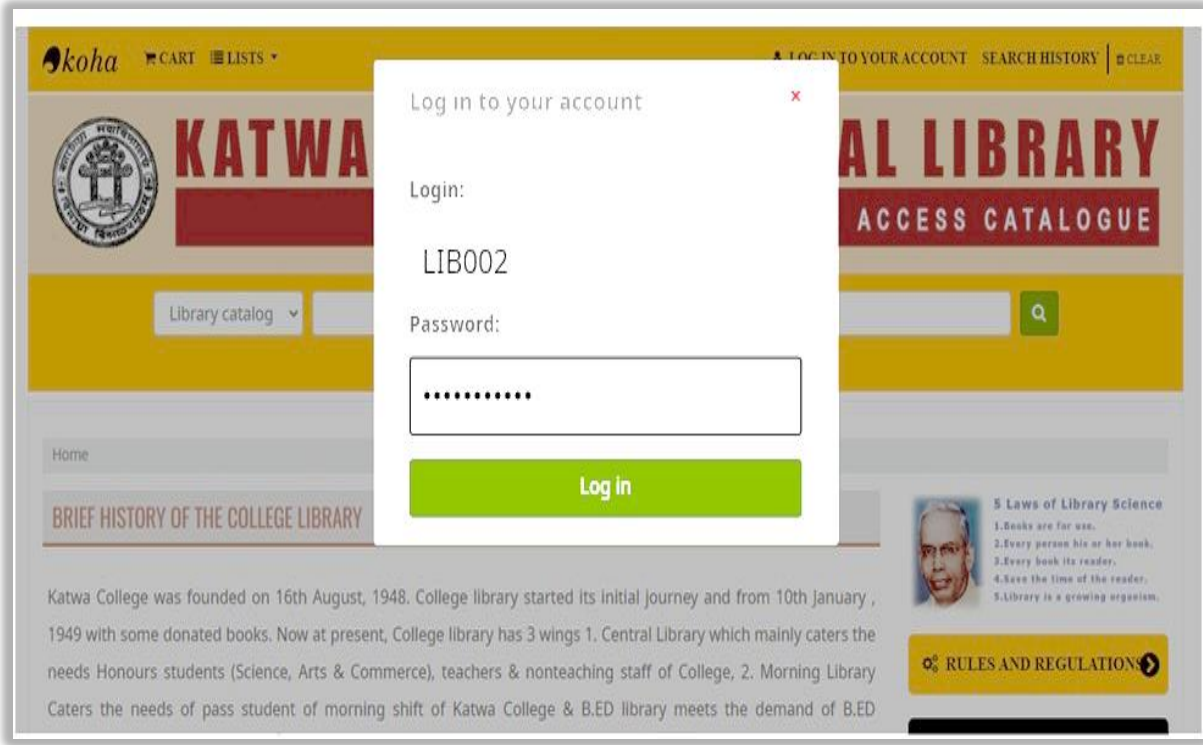 koha CART LISTS
LOG IN TO YOUR ACCOUNT SEARCH HISTORY CLEAR
KATWA AL LIBRARY
ACCESS CATALOGUE
Log in to your account ×
Login:
LIB002
Password:
•••••••••••
Log in
Library catalog
Home
BRIEF HISTORY OF THE COLLEGE LIBRARY
Katwa College was founded on 16th August, 1948. College library started its initial journey and from 10th January ,
1949 with some donated books. Now at present, College library has 3 wings 1. Central Library which mainly caters the
needs Honours students (Science, Arts & Commerce), teachers & nonteaching staff of College, 2. Morning Library
Caters the needs of pass student of morning shift of Katwa College & B.ED library meets the demand of B.ED
5 Laws of Library Science
1.Books are for use.
2.Every person his or her book.
3.Every book its reader.
4.Save the time of the reader.
5.Library is a growing organism.
RULES AND REGULATIONS